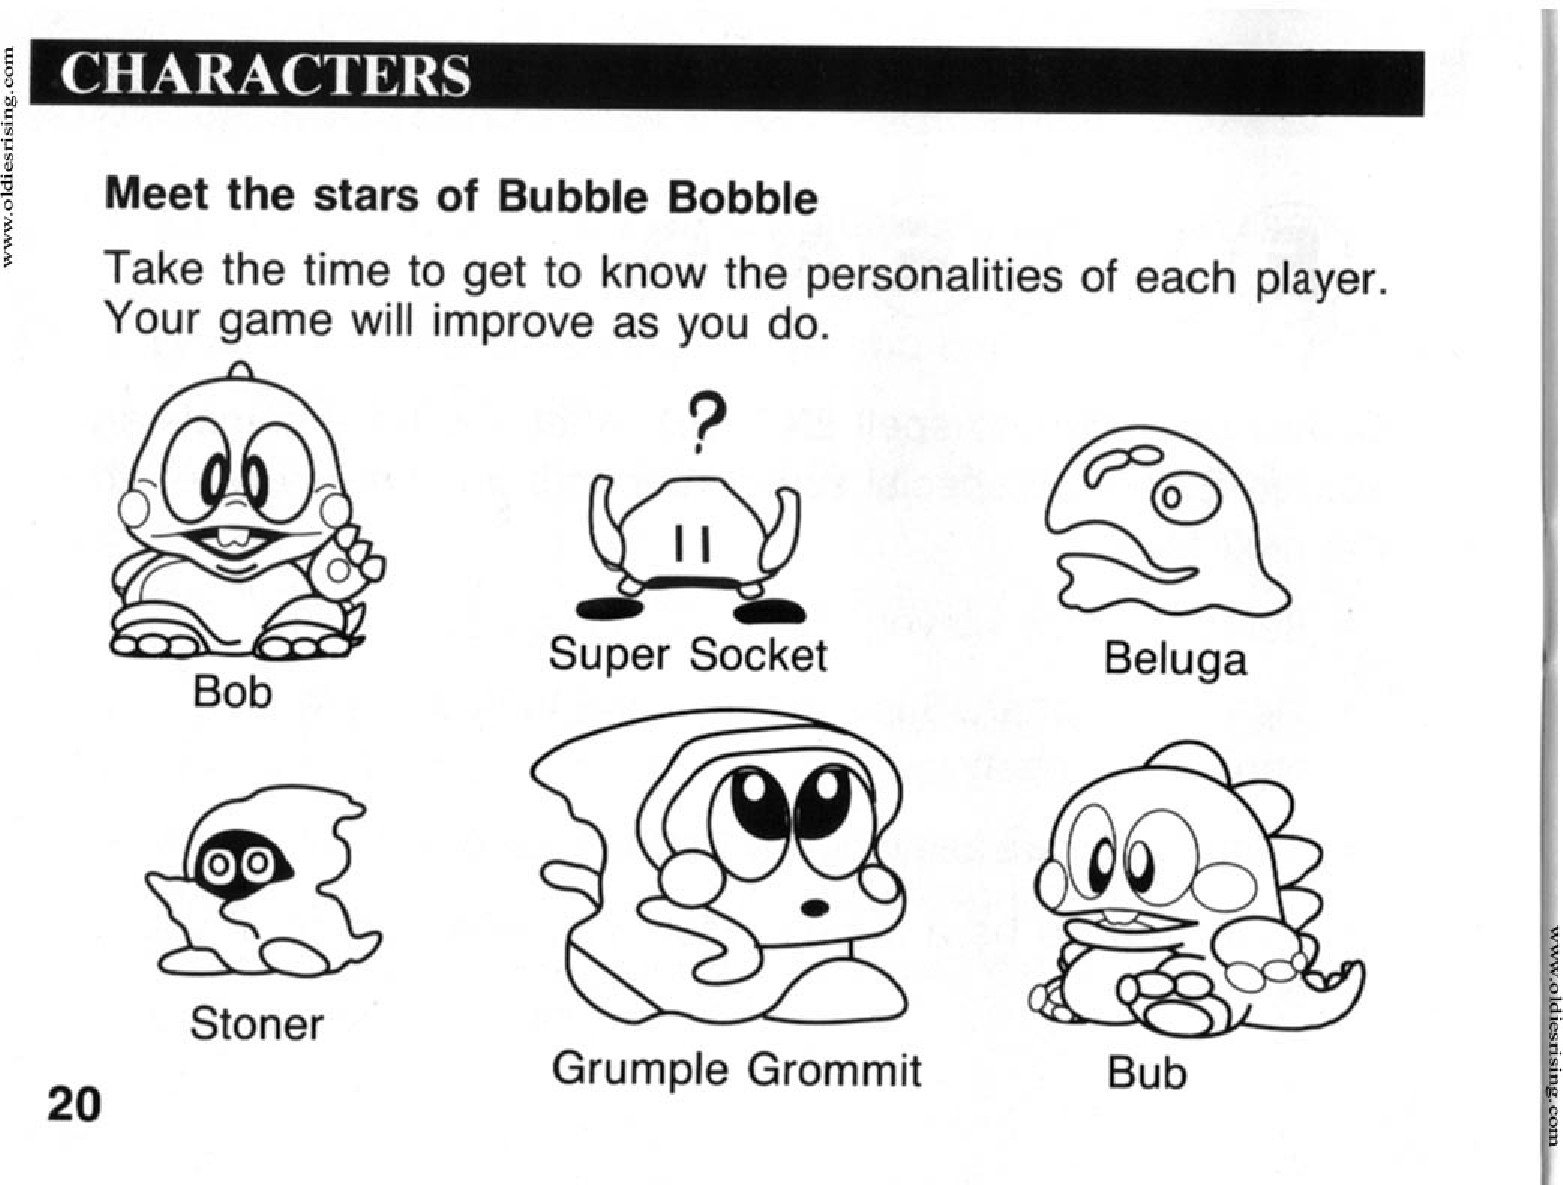 CHARACTERS
Meet the stars of Bubble Bobble
Take the time to get to know the personalities of each player.
Your game will improve as you do.
?
Bob
Super Socket
Beluga
Stoner
Grumple Grommit
Bub
20
www.oldiesrising.com
www.oldiesrising.com